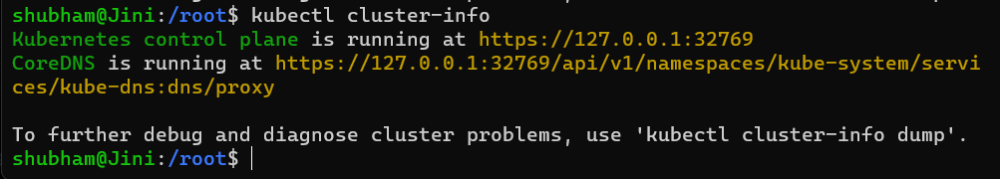 shubham@Jini:/root$ kubectl cluster-info
Kubernetes control plane is running at https://127.0.0.1:32769
CoreDNS is running at https://127.0.0.1:32769/api/v1/namespaces/kube-system/servi
ces/kube-dns:dns/proxy
To further debug and diagnose cluster problems, use 'kubectl cluster-info dump'.
shubham@Jini:/root$